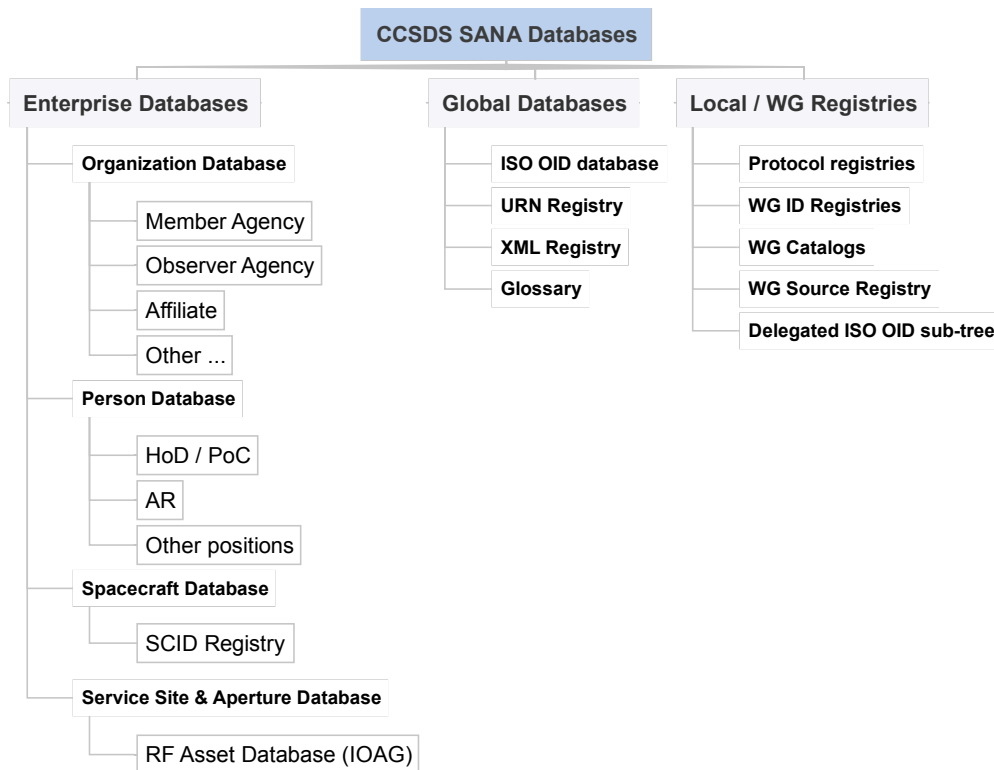 CCSDS SANA Databases
Enterprise Databases
Organization Database
Member Agency
Observer Agency
Affiliate
Other ...
Person Database
HoD / PoC
AR
Other positions
Spacecraft Database
SCID Registry
Service Site & Aperture Database
RF Asset Database (IOAG)
Global Databases
ISO OID database
URN Registry
XML Registry
Glossary
Local / WG Registries
Protocol registries
WG ID Registries
WG Catalogs
WG Source Registry
Delegated ISO OID sub-tree